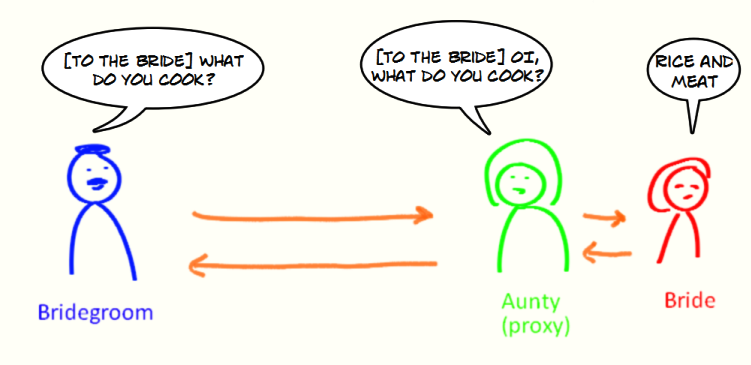 [TO THE BRIDE] WHAT
DO YOU COOK?
[TO THE BRIDE] OI,
WHAT DO YOU COOK?
RICE AND
MEAT
Bridegroom
Aunty
(proxy)
Bride